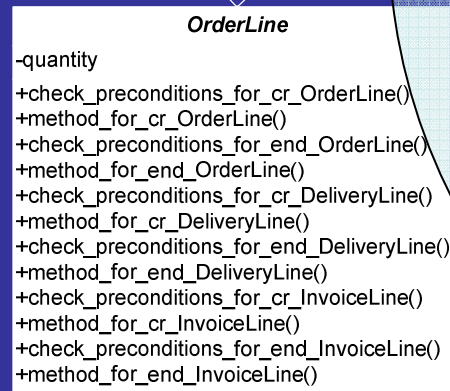 OrderLine
-quantity
+check_preconditions_for_cr_OrderLine()
+method_for_cr_OrderLine()
+check_preconditions_for_end_OrderLine()
+method_for_end_OrderLine()
+check_preconditions_for_cr_DeliveryLine()
+method_for_cr_DeliveryLine()
+check_preconditions_for_end_DeliveryLine()
+method_for_end_DeliveryLine()
+check_preconditions_for_cr_InvoiceLine()
+method_for_cr_InvoiceLine()
+check_preconditions_for_end_InvoiceLine()
+method_for_end_InvoiceLine()